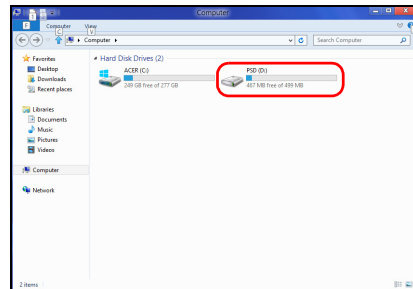 Computer
F Computer View
C V
Computer
Search Computer
Favorites
Desktop
Downloads
Recent places
Libraries
Documents
Music
Pictures
Videos
Computer
Network
Hard Disk Drives (2)
ACER (C:)
249 GB free of 277 GB
PSD (D:)
467 MB free of 499 MB
2 items